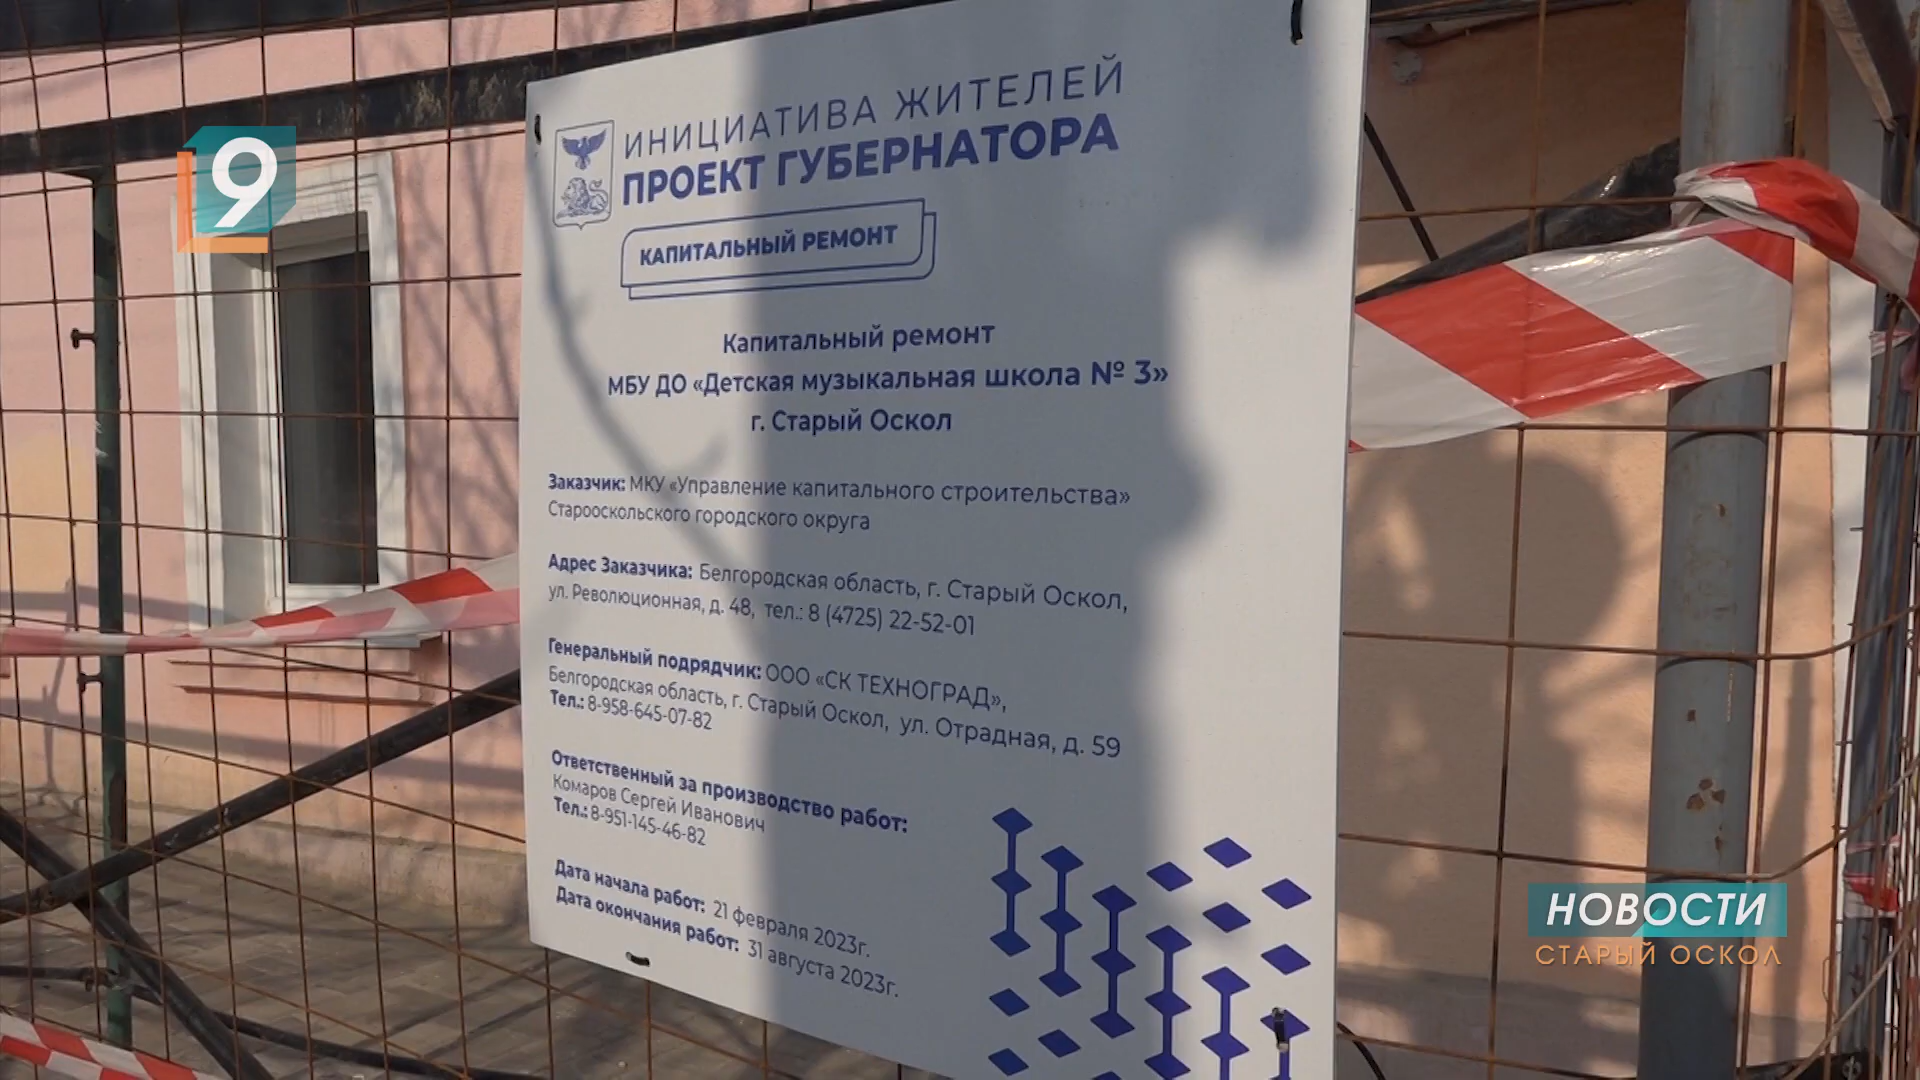 9
ИНИЦИАТИВА ЖИТЕЛЕЙ
ПРОЕКТ ГУБЕРНАТОРА
КАПИТАЛЬНЫЙ РЕМОНТ
Капитальный ремонт
МБУ ДО «Детская музыкальная школа № 3»
г. Старый Оскол
Заказчик: МКУ «Управление капитального строительства»
Старооскольского городского округа
Адрес Заказчика: Белгородская область, г. Старый Оскол,
ул. Революционная, д. 48, тел.: 8 (4725) 22-52-01
Генеральный подрядчик: ООО «СК ТЕХНОГРАД»,
Белгородская область, г. Старый Оскол, ул. Отрадная, д. 59
Тел.: 8-958-645-07-82
Ответственный за производство работ:
Комаров Сергей Иванович
Тел.: 8-951-145-46-82
Дата начала работ: 21 февраля 2023г.
Дата окончания работ: 31 августа 2023г.
НОВОСТИ
СТАРЫЙ ОСКОЛ